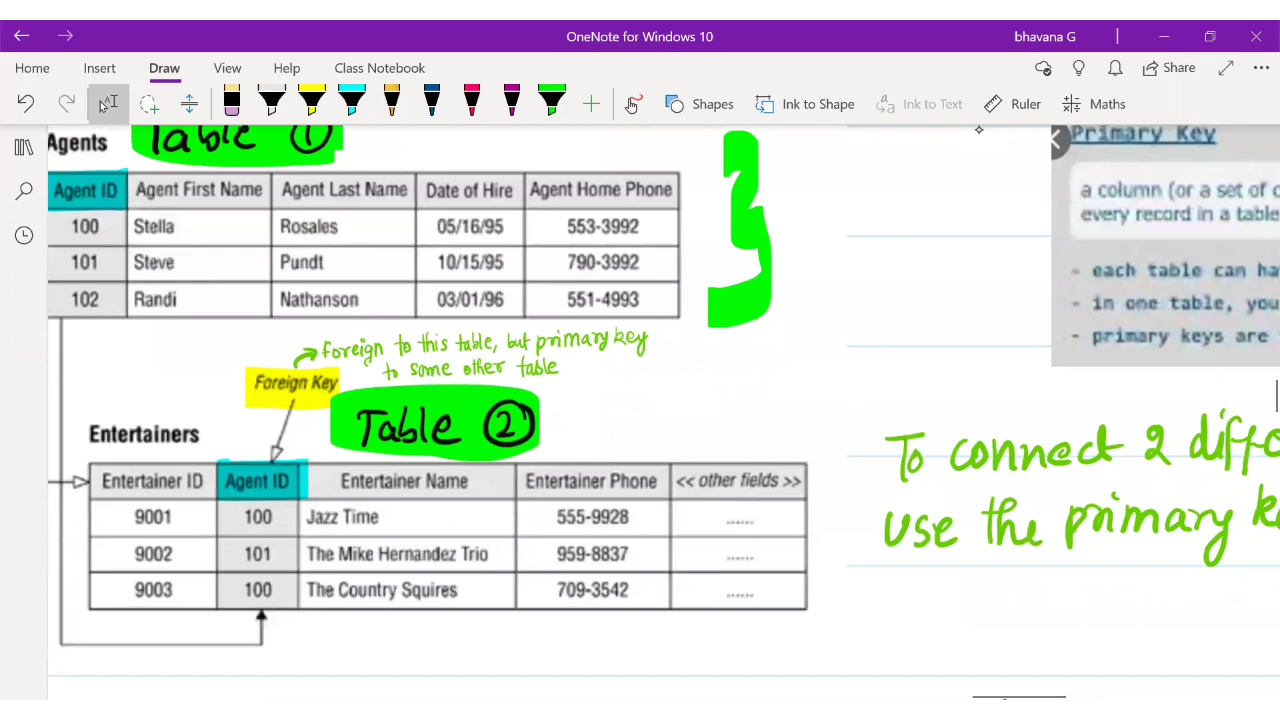 OneNote for Windows 10
bhavana G
Home Insert Draw View Help Class Notebook
Share
Shapes Ink to Shape Ink to Text Ruler Maths
Agents Table 1
Agent ID Agent First Name Agent Last Name Date of Hire Agent Home Phone
100 Stella Rosales 05/16/95 553-3992
101 Steve Pundt 10/15/95 790-3992
102 Randi Nathanson 03/01/96 551-4993
foreign to this table, but primary key
to some other table
Foreign Key
Table 2
Entertainers
Entertainer ID Agent ID Entertainer Name Entertainer Phone << other fields >>
9001 100 Jazz Time 555-9928 ......
9002 101 The Mike Hernandez Trio 959-8837 ......
9003 100 The Country Squires 709-3542 ......
Primary Key
a column (or a set of
every record in a table
- each table can
- in one table, you
- primary keys are
To connect 2
use the primary